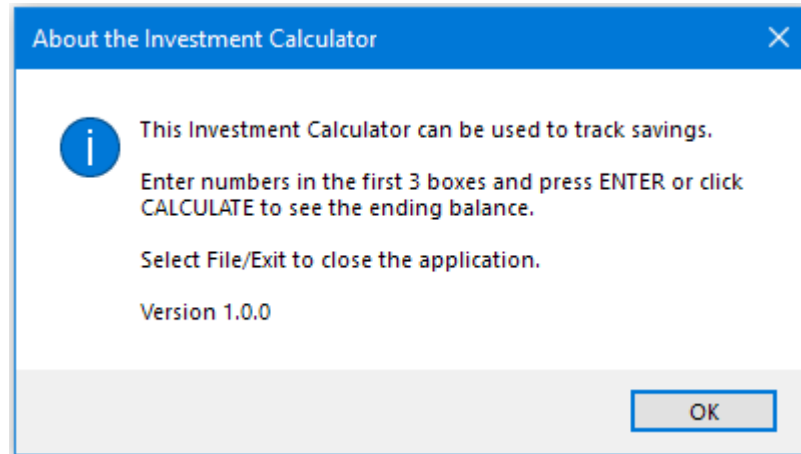 About the Investment Calculator
This Investment Calculator can be used to track savings.
Enter numbers in the first 3 boxes and press ENTER or click
CALCULATE to see the ending balance.
Select File/Exit to close the application.
Version 1.0.0
OK